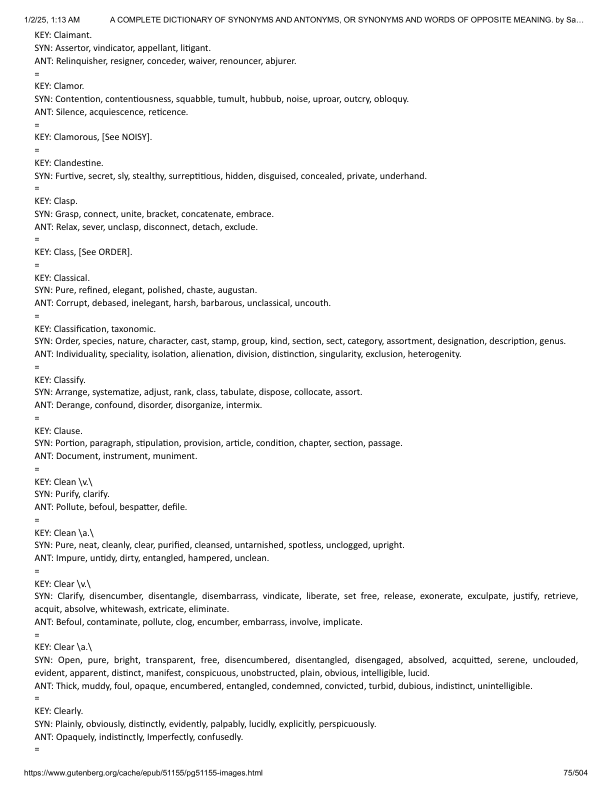 1/2/25, 1:13 AM A COMPLETE DICTIONARY OF SYNONYMS AND ANTONYMS, OR SYNONYMS AND WORDS OF OPPOSITE MEANING. by Sa…
KEY: Claimant.
SYN: Assertor, vindicator, appellant, litigant.
ANT: Relinquisher, resigner, conceder, waiver, renouncer, abjurer.
=
KEY: Clamor.
SYN: Contention, contentiousness, squabble, tumult, hubbub, noise, uproar, outcry, obloquy.
ANT: Silence, acquiescence, reticence.
=
KEY: Clamorous, [See NOISY].
=
KEY: Clandestine.
SYN: Furtive, secret, sly, stealthy, surreptitious, hidden, disguised, concealed, private, underhand.
=
KEY: Clasp.
SYN: Grasp, connect, unite, bracket, concatenate, embrace.
ANT: Relax, sever, unclasp, disconnect, detach, exclude.
=
KEY: Class, [See ORDER].
=
KEY: Classical.
SYN: Pure, refined, elegant, polished, chaste, augustan.
ANT: Corrupt, debased, inelegant, harsh, barbarous, unclassical, uncouth.
=
KEY: Classification, taxonomic.
SYN: Order, species, nature, character, cast, stamp, group, kind, section, sect, category, assortment, designation, description, genus.
ANT: Individuality, speciality, isolation, alienation, division, distinction, singularity, exclusion, heterogenity.
=
KEY: Classify.
SYN: Arrange, systematize, adjust, rank, class, tabulate, dispose, collocate, assort.
ANT: Derange, confound, disorder, disorganize, intermix.
=
KEY: Clause.
SYN: Portion, paragraph, stipulation, provision, article, condition, chapter, section, passage.
ANT: Document, instrument, muniment.
=
KEY: Clean \v.\
SYN: Purify, clarify.
ANT: Pollute, befoul, bespatter, defile.
=
KEY: Clean \a.\
SYN: Pure, neat, cleanly, clear, purified, cleansed, untarnished, spotless, unclogged, upright.
ANT: Impure, untidy, dirty, entangled, hampered, unclean.
=
KEY: Clear \v.\
SYN: Clarify, disencumber, disentangle, disembarrass, vindicate, liberate, set free, release, exonerate, exculpate, justify, retrieve,
acquit, absolve, whitewash, extricate, eliminate.
ANT: Befoul, contaminate, pollute, clog, encumber, embarrass, involve, implicate.
=
KEY: Clear \a.\
SYN: Open, pure, bright, transparent, free, disencumbered, disentangled, disengaged, absolved, acquitted, serene, unclouded,
evident, apparent, distinct, manifest, conspicuous, unobstructed, plain, obvious, intelligible, lucid.
ANT: Thick, muddy, foul, opaque, encumbered, entangled, condemned, convicted, turbid, dubious, indistinct, unintelligible.
=
KEY: Clearly.
SYN: Plainly, obviously, distinctly, evidently, palpably, lucidly, explicitly, perspicuously.
ANT: Opaquely, indistinctly, Imperfectly, confusedly.
=
https://www.gutenberg.org/cache/epub/51155/pg51155-images.html 75/504